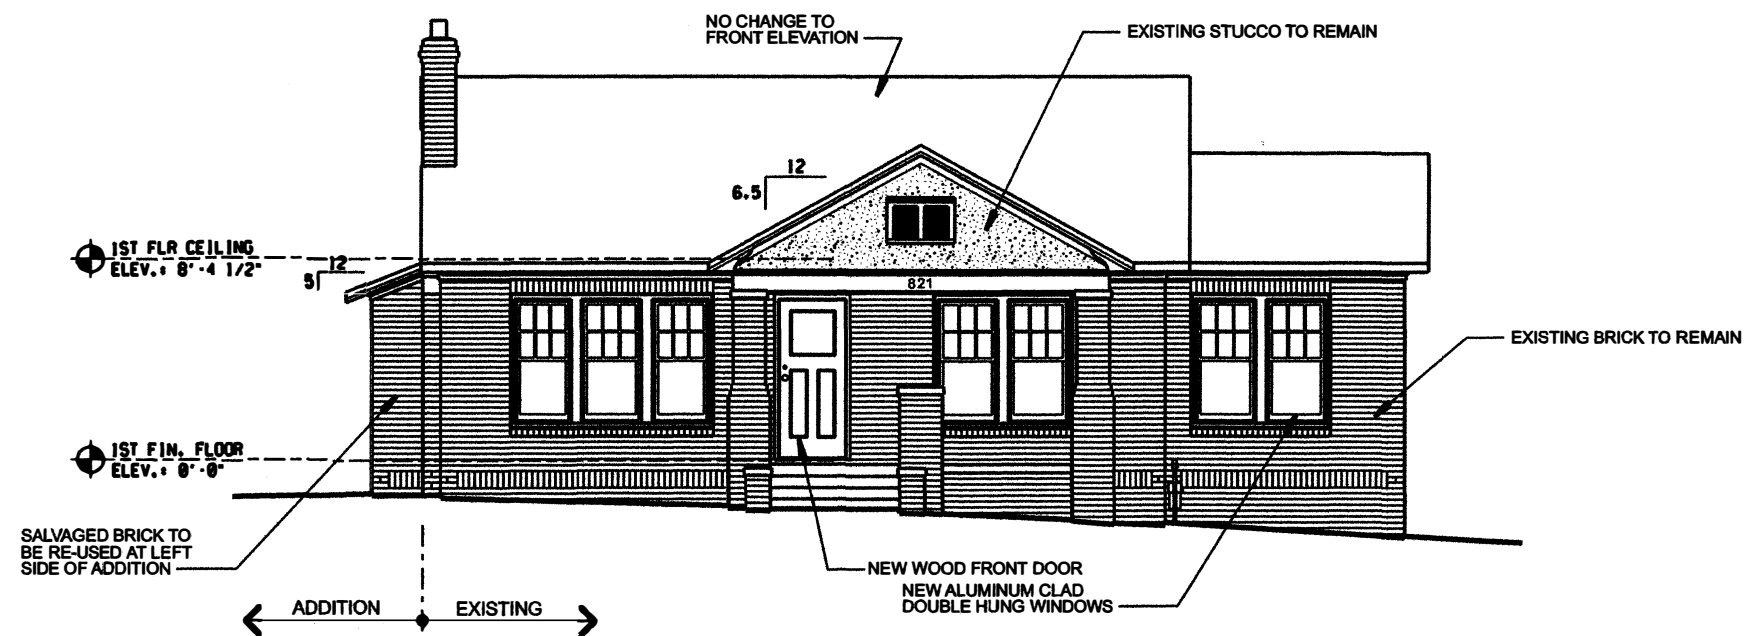 NO CHANGE TO
FRONT ELEVATION
EXISTING STUCCO TO REMAIN
12
6.5
1ST FLR CEILING
ELEV.: 8'-4 1/2"
12
5
821
EXISTING BRICK TO REMAIN
1ST FIN. FLOOR
ELEV.: 0'-0"
SALVAGED BRICK TO
BE RE-USED AT LEFT
SIDE OF ADDITION
NEW WOOD FRONT DOOR
NEW ALUMINUM CLAD
DOUBLE HUNG WINDOWS
ADDITION
EXISTING